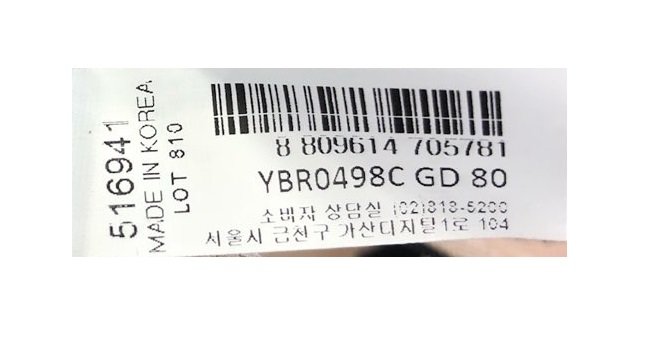 516941
MADE IN KOREA
LOT 810
8 809614 705781
YBR0498C GD 80
소비자 상담실 (02)818-5200
서울시 금천구 가산디지털1로 104